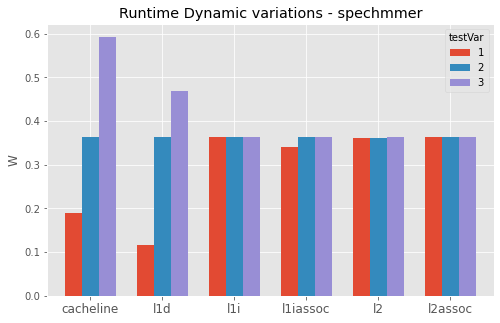 Runtime Dynamic variations - spechmmer
testVar
1
2
3
0.6
0.5
0.4
0.3
0.2
0.1
0.0
W
cacheline l1d l1i l1iassoc l2 l2assoc